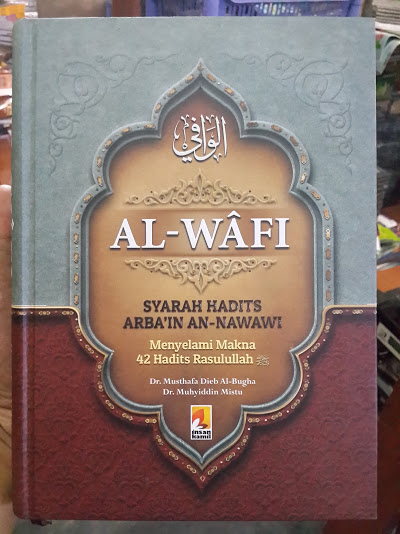 الوافي
AL-WÂFI
SYARAH HADITS
ARBA'IN AN-NAWAWI
Menyelami Makna
42 Hadits Rasulullah ﷺ
Dr. Musthafa Dieb Al-Bugha
Dr. Muhyiddin Mistu
insan
kamil